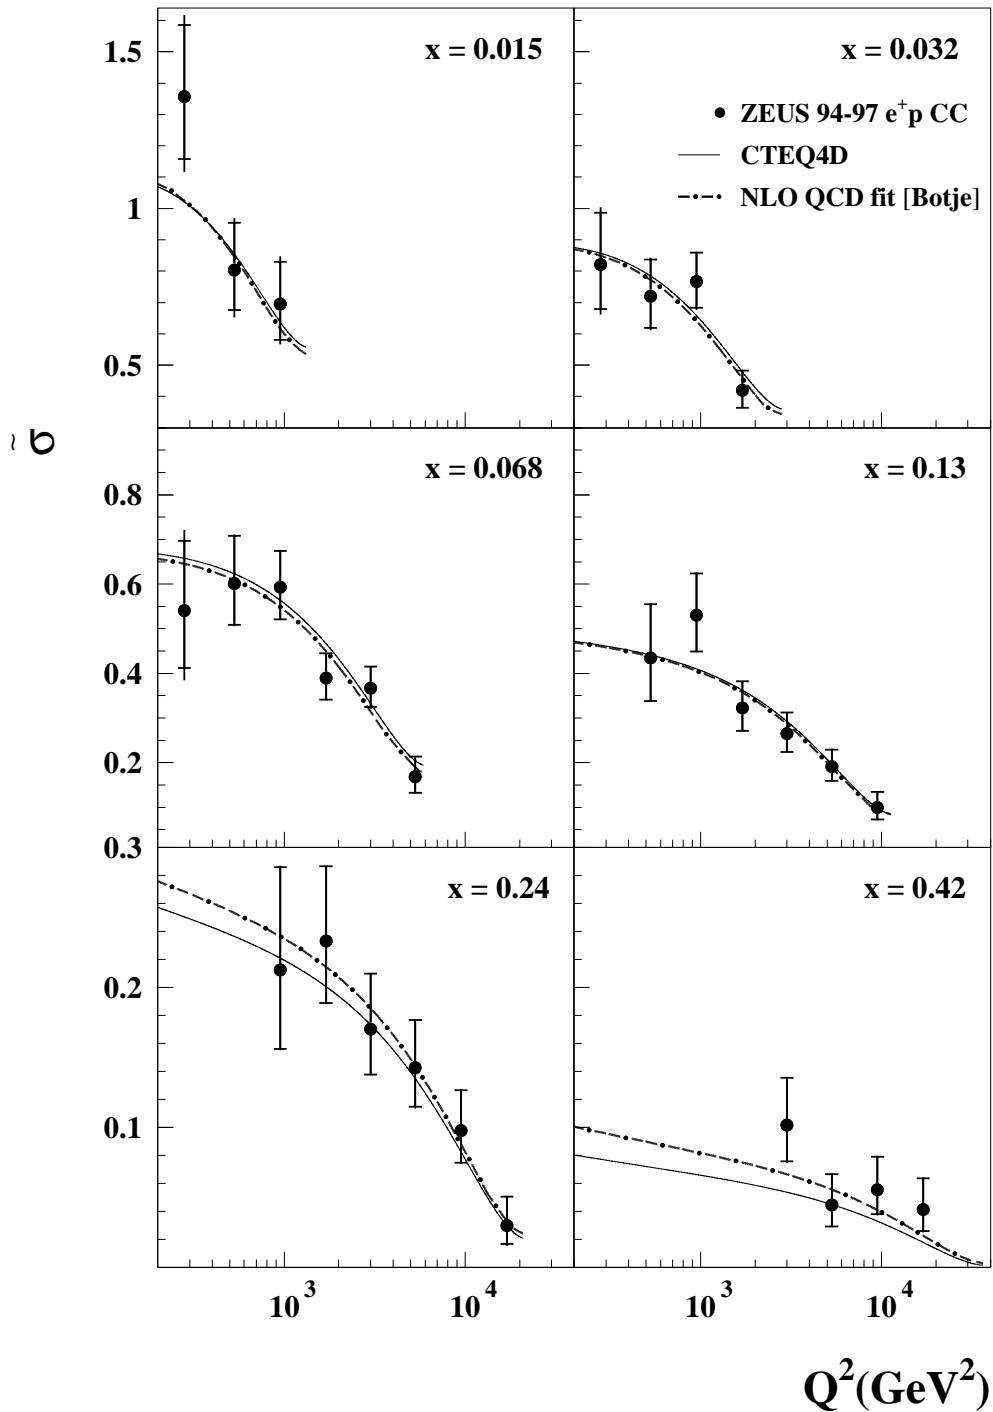 1.5
1
0.5
x = 0.015
x = 0.032
ZEUS 94-97 e⁺p CC
CTEQ4D
NLO QCD fit [Botje]
σ̃
0.8
0.6
0.4
0.2
x = 0.068
x = 0.13
0.3
0.2
0.1
x = 0.24
x = 0.42
10³ 10⁴ 10³ 10⁴
Q²(GeV²)